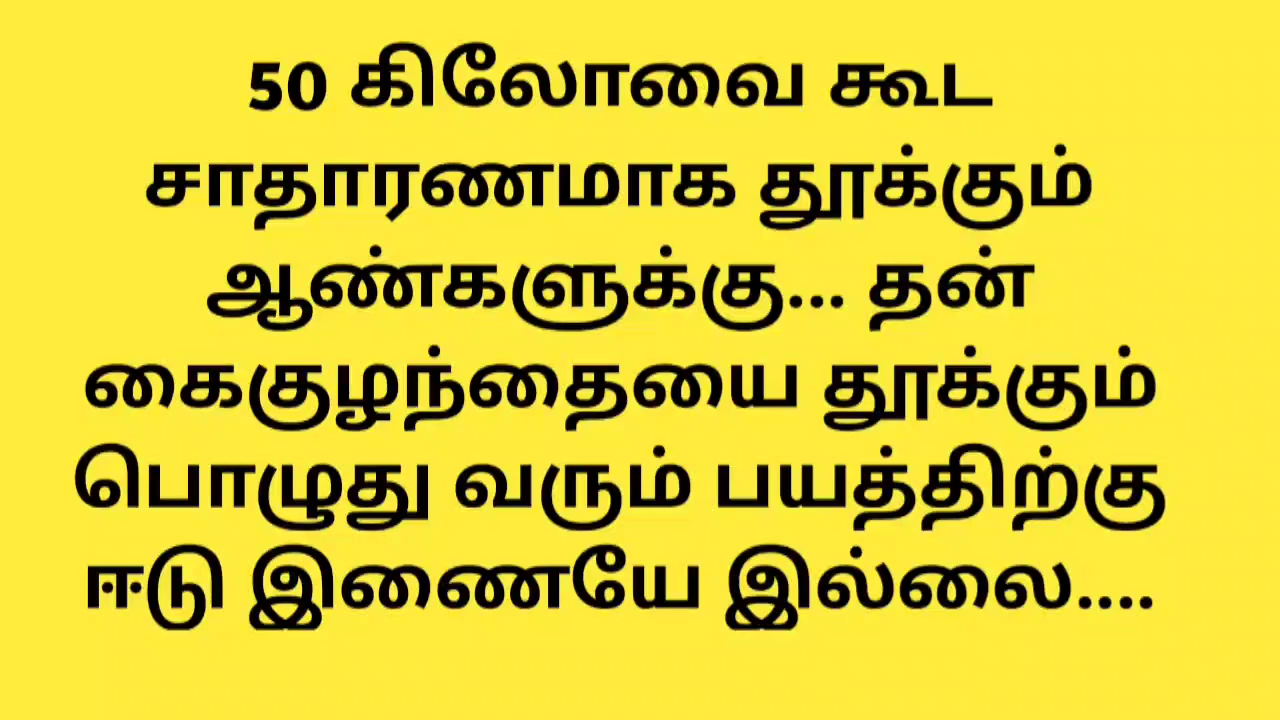 50 கிலோவை கூட
சாதாரணமாக தூக்கும்
ஆண்களுக்கு... தன்
கைகுழந்தையை தூக்கும்
பொழுது வரும் பயத்திற்கு
ஈடு இணையே இல்லை....